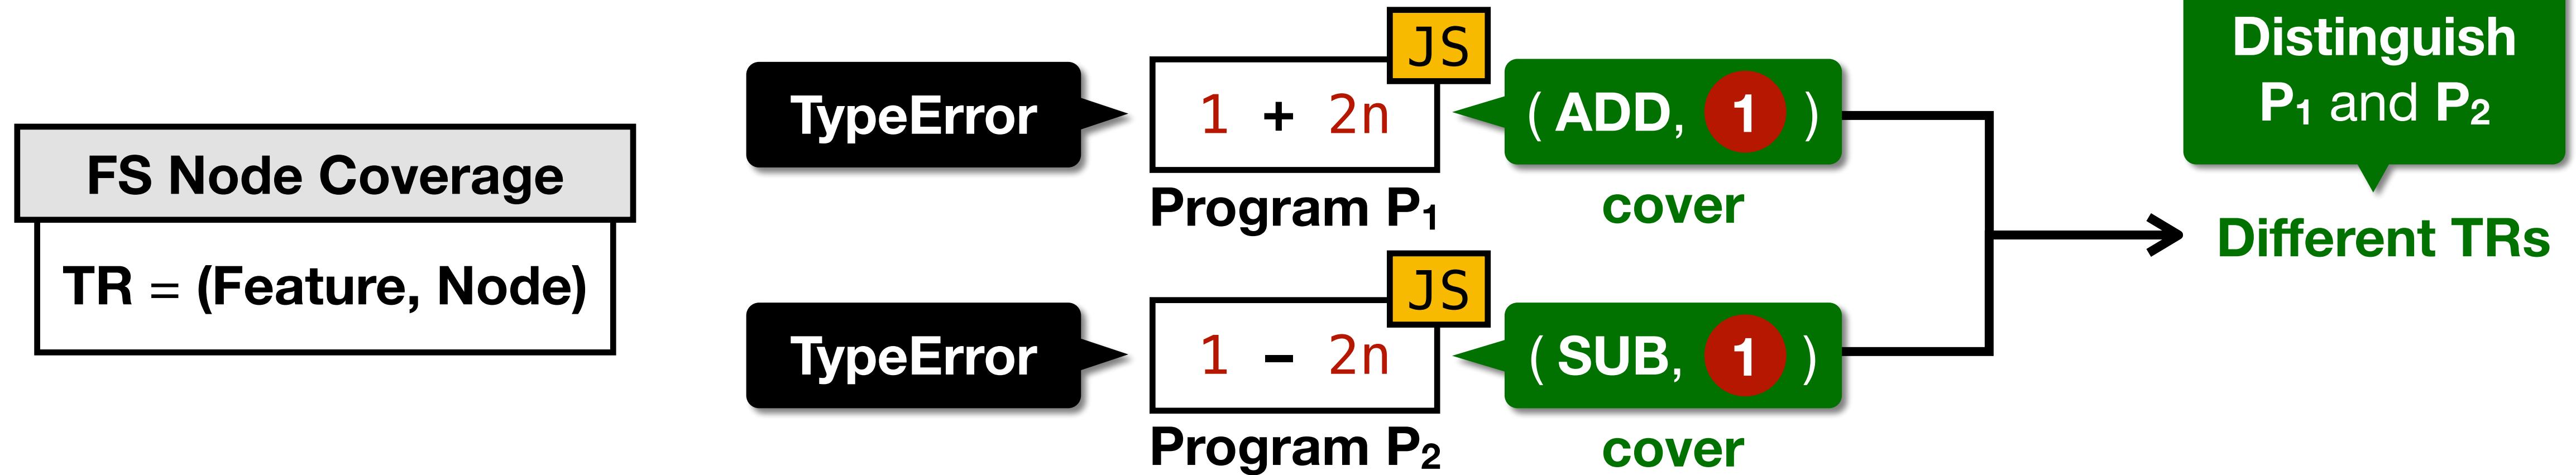 FS Node Coverage
TR = (Feature, Node)
TypeError
JS
1 + 2n
Program P₁
( ADD, 1 )
cover
TypeError
JS
1 − 2n
Program P₂
( SUB, 1 )
cover
Distinguish
P₁ and P₂
Different TRs